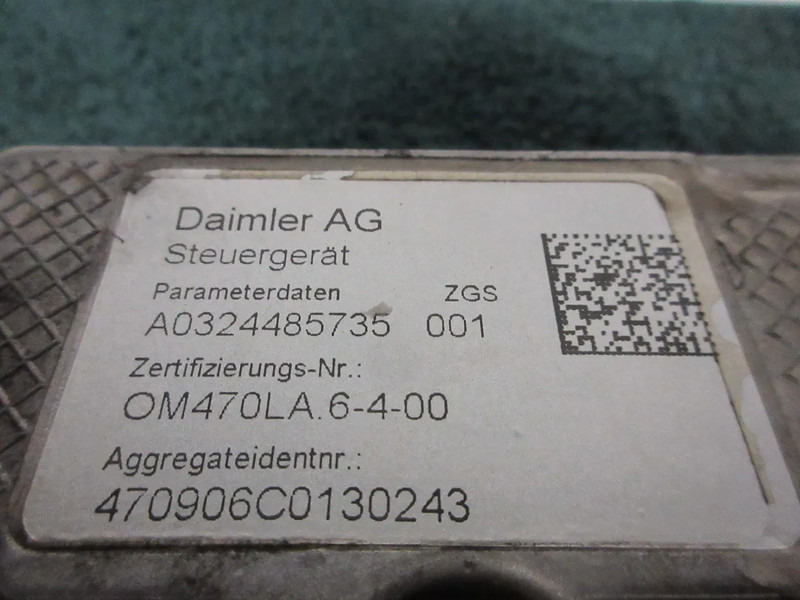 Daimler AG
Steuergerät
Parameterdaten ZGS
A0324485735 001
Zertifizierungs-Nr.:
OM470LA.6-4-00
Aggregateidentnr.:
470906C0130243